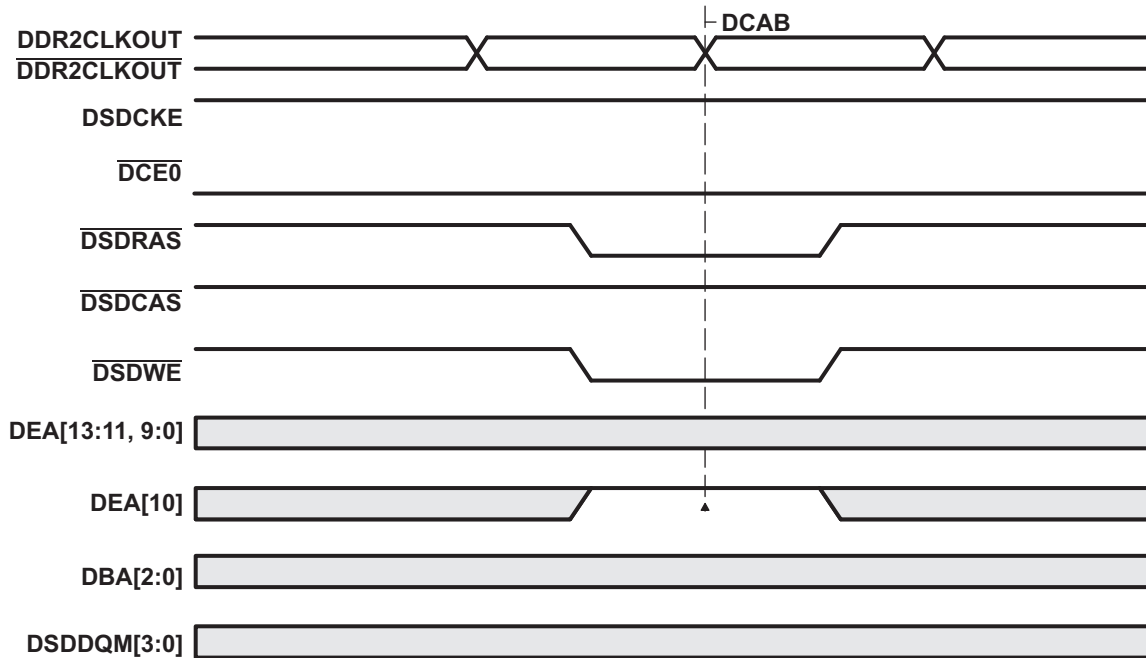 DCAB
DDR2CLKOUT
DDR2CLKOUT
DSDCKE
DCE0
DSDRAS
DSDCAS
DSDWE
DEA[13:11, 9:0]
DEA[10]
DBA[2:0]
DSDDQM[3:0]